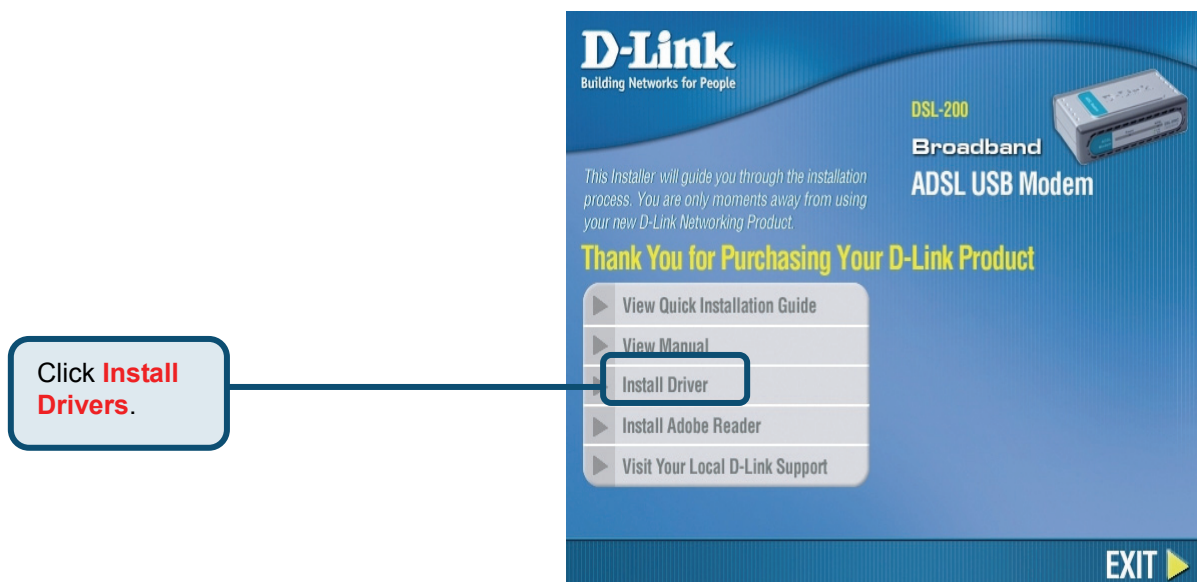 D-Link
Building Networks for People
DSL-200
Broadband
ADSL USB Modem
This Installer will guide you through the installation
process. You are only moments away from using
your new D-Link Networking Product.
Thank You for Purchasing Your D-Link Product
View Quick Installation Guide
View Manual
Install Driver
Install Adobe Reader
Visit Your Local D-Link Support
EXIT
Click Install
Drivers.